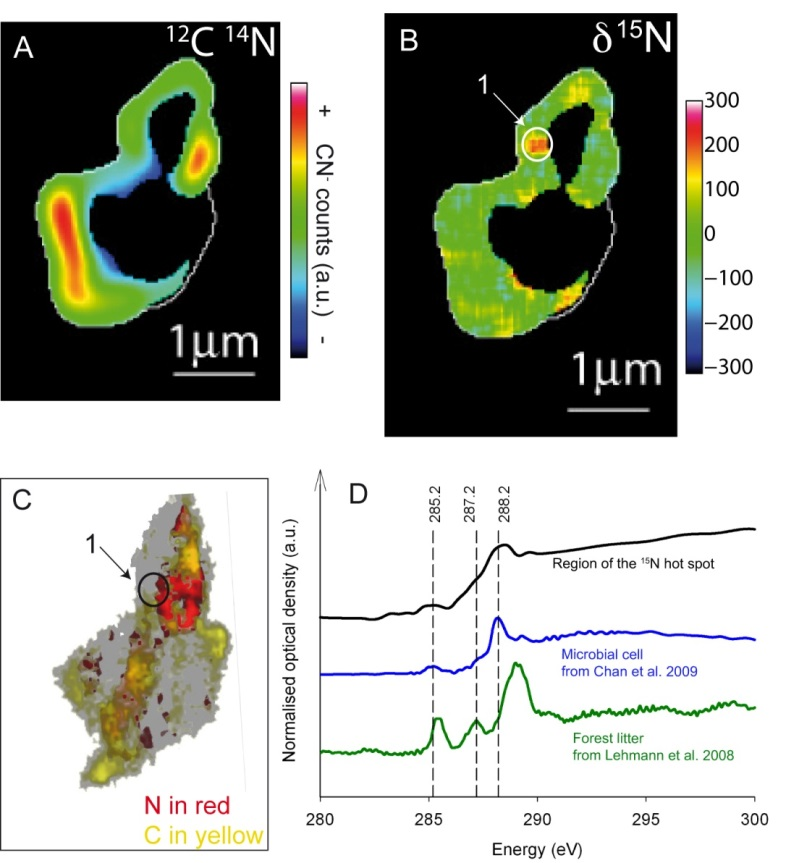 A
¹²C ¹⁴N
+
CN⁻ counts (a.u.)
-
1μm
B
δ¹⁵N
1
300
200
100
0
−100
−200
−300
1μm
C
1
N in red
C in yellow
D
285.2
287.2
288.2
Normalised optical density (a.u.)
Region of the ¹⁵N hot spot
Microbial cell
from Chan et al. 2009
Forest litter
from Lehmann et al. 2008
280
285
290
295
300
Energy (eV)